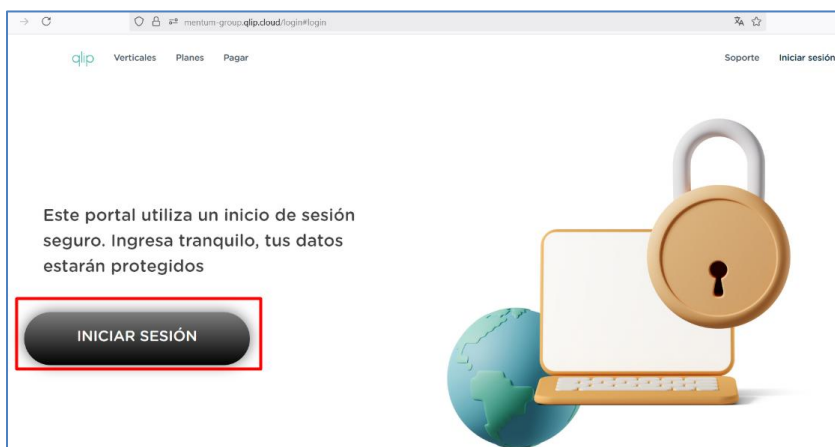 mentum-group.qlip.cloud/login#login
qlip Verticales Planes Pagar Soporte Iniciar sesión
Este portal utiliza un inicio de sesión
seguro. Ingresa tranquilo, tus datos
estarán protegidos
INICIAR SESIÓN